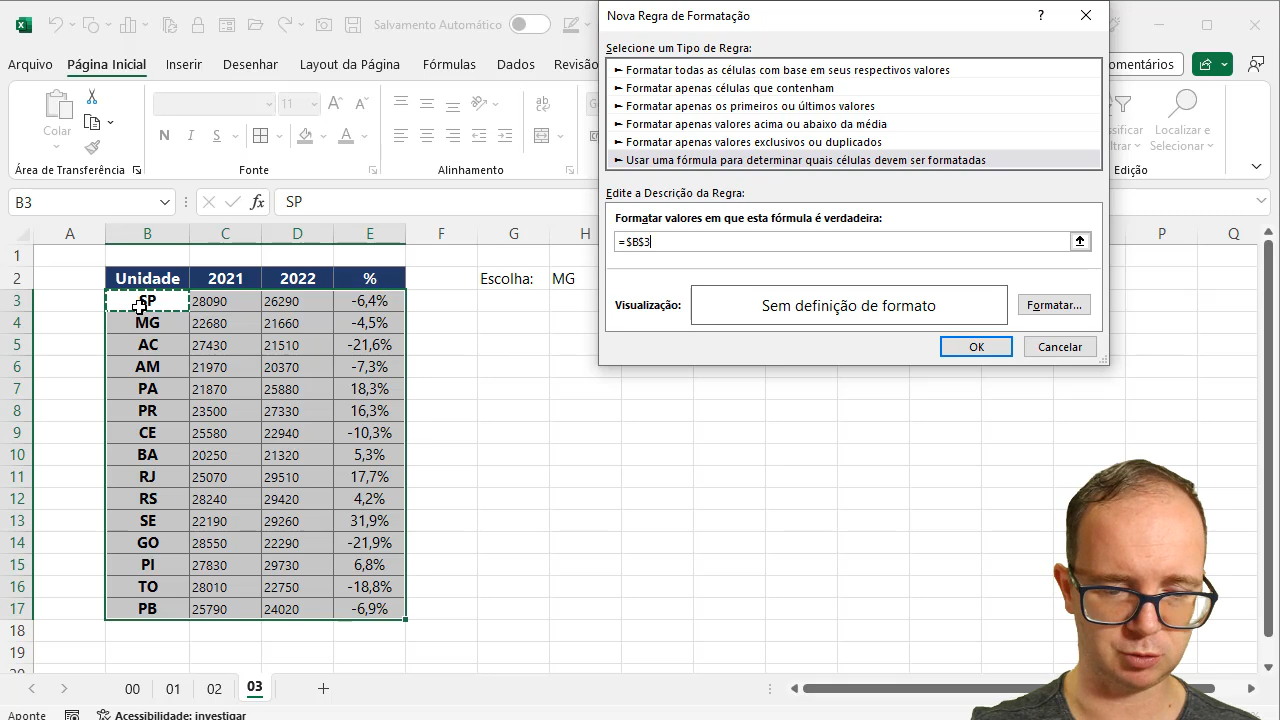 Nova Regra de Formatação
?
Salvamento Automático
Selecione um Tipo de Regra:
► Formatar todas as células com base em seus respectivos valores
► Formatar apenas células que contenham
► Formatar apenas os primeiros ou últimos valores
► Formatar apenas valores acima ou abaixo da média
► Formatar apenas valores exclusivos ou duplicados
► Usar uma fórmula para determinar quais células devem ser formatadas
Edite a Descrição da Regra:
Formatar valores em que esta fórmula é verdadeira:
=$B$3
Visualização:
Sem definição de formato
Formatar...
OK
Cancelar
Arquivo
Página Inicial
Inserir
Desenhar
Layout da Página
Fórmulas
Dados
Revisão
omentários
Colar
11
N
I
S
A
ab
Área de Transferência
Fonte
Alinhamento
sificar
iltrar
Localizar e
Selecionar
Edição
B3
fx
SP
A B C D E F G H P Q
1
2 Unidade 2021 2022 % Escolha: MG
3 SP 28090 26290 -6,4%
4 MG 22680 21660 -4,5%
5 AC 27430 21510 -21,6%
6 AM 21970 20370 -7,3%
7 PA 21870 25880 18,3%
8 PR 23500 27330 16,3%
9 CE 25580 22940 -10,3%
10 BA 20250 21320 5,3%
11 RJ 25070 29510 17,7%
12 RS 28240 29420 4,2%
13 SE 22190 29260 31,9%
14 GO 28550 22290 -21,9%
15 PI 27830 29730 6,8%
16 TO 28010 22750 -18,8%
17 PB 25790 24020 -6,9%
18
19
00 01 02 03
Aponte
Acessibilidade: investigar